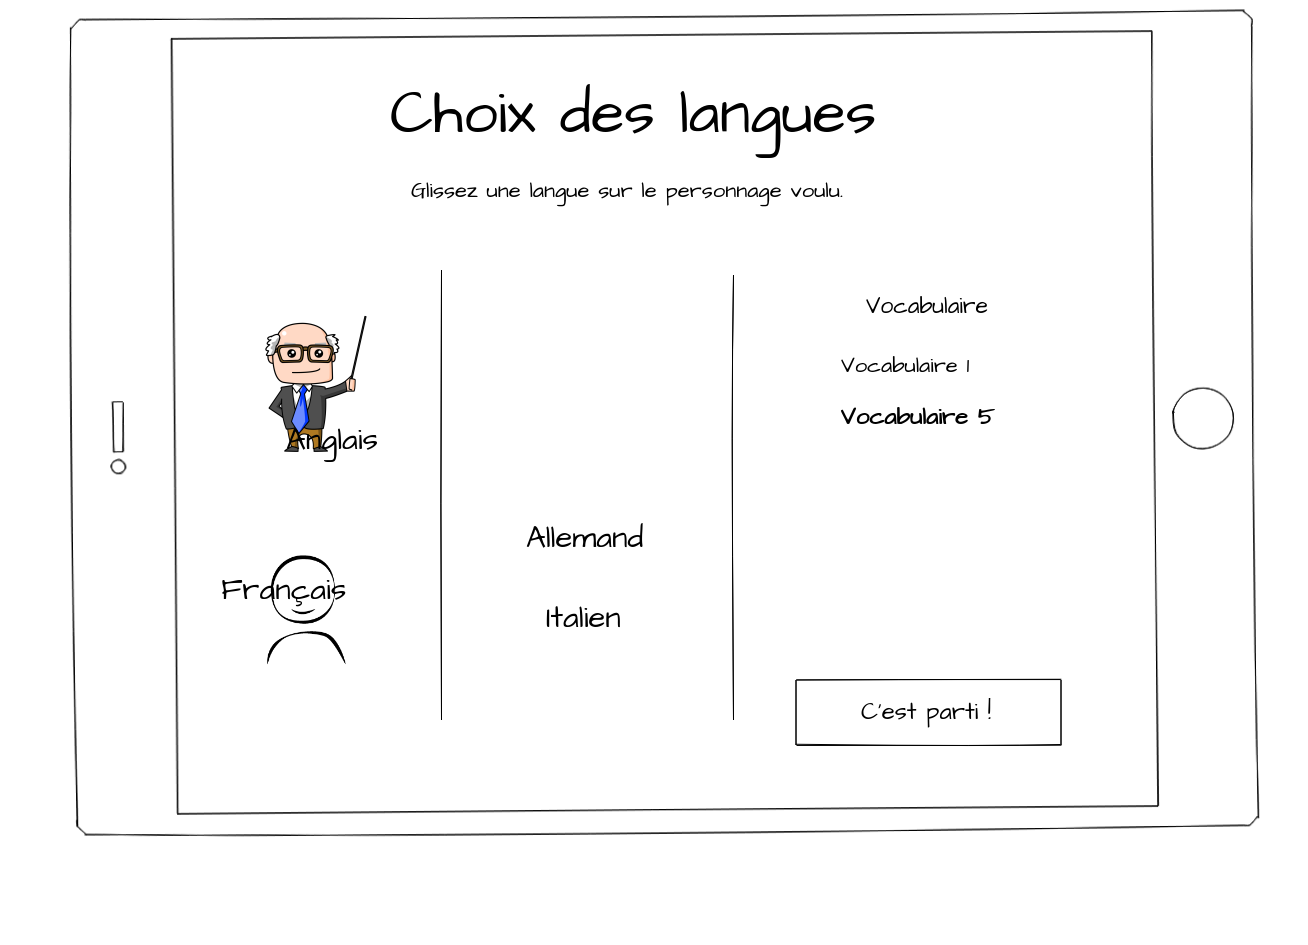 Choix des langues
Glissez une langue sur le personnage voulu.
Anglais
Français
Allemand
Italien
Vocabulaire
Vocabulaire 1
Vocabulaire 5
C'est parti !